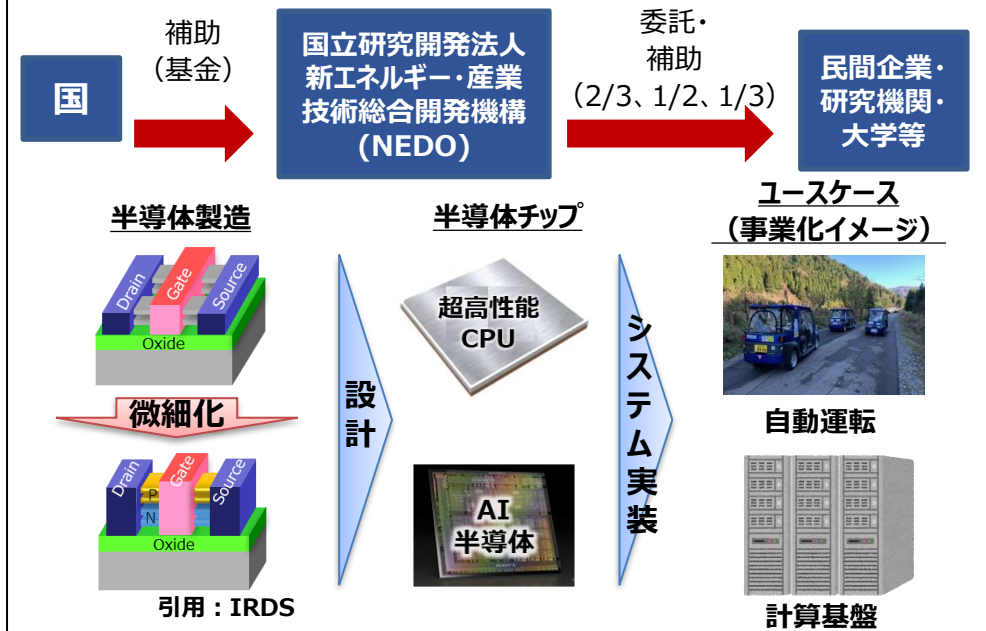 国
補助
（基金）
国立研究開発法人
新エネルギー・産業
技術総合開発機構
(NEDO)
委託・
補助
（2/3、1/2、1/3）
民間企業・
研究機関・
大学等
半導体製造
Drain
Gate
Source
Oxide
微細化
Drain
Gate
Source
P
N
Oxide
引用：IRDS
設計
半導体チップ
超高性能
CPU
AI
半導体
システム実装
ユースケース
（事業化イメージ）
自動運転
計算基盤